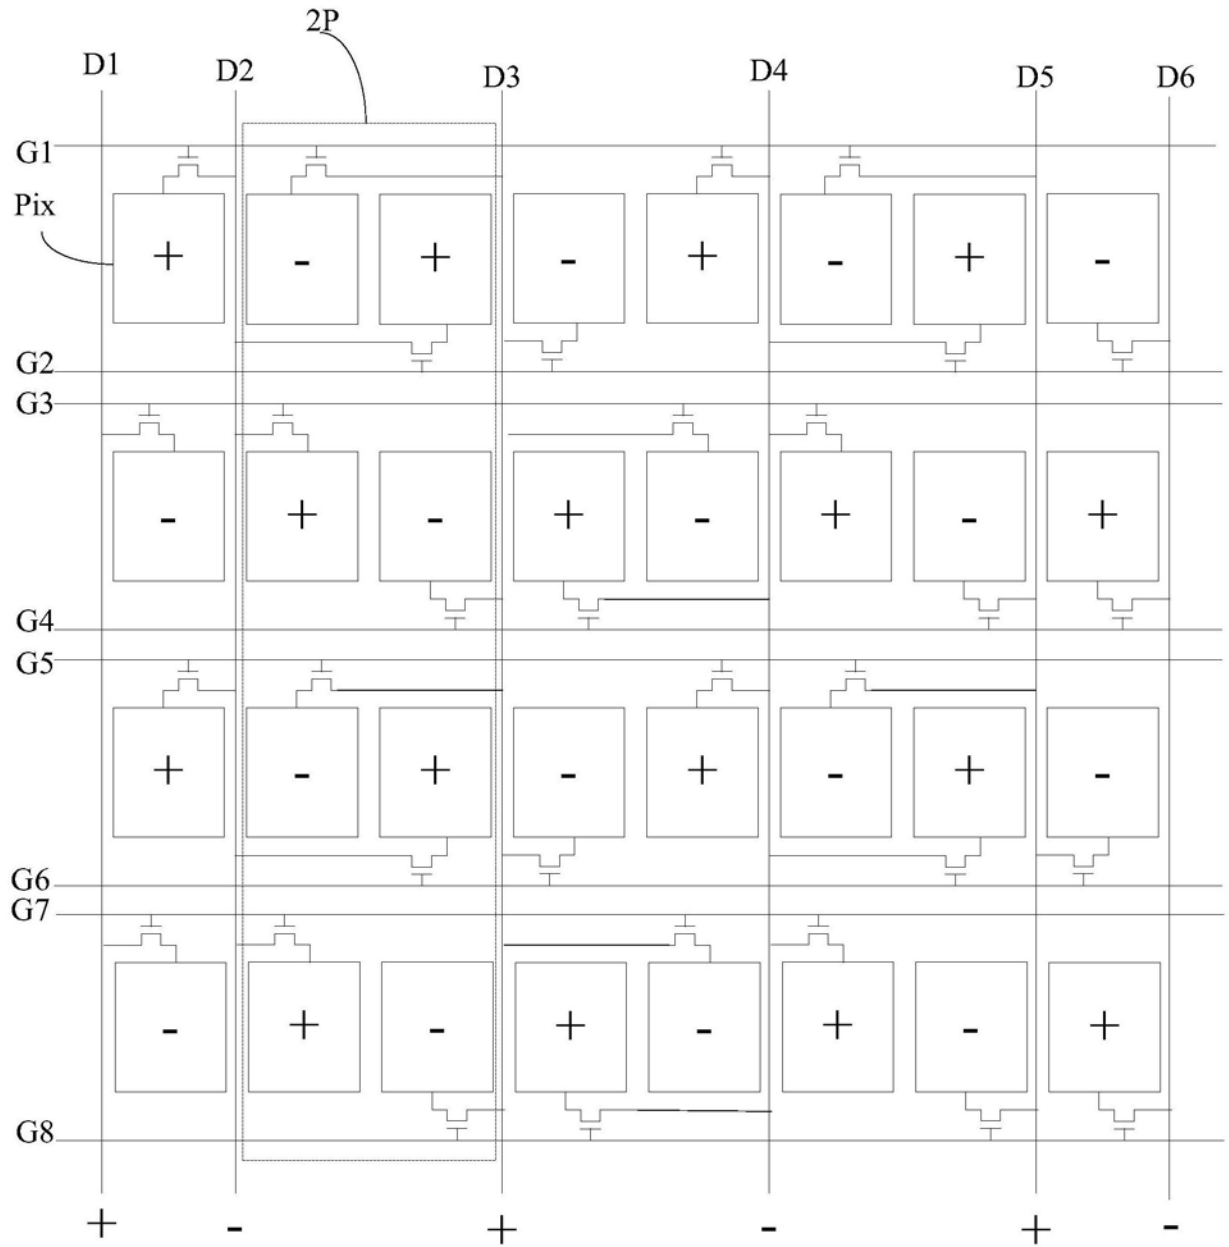 2P
D1 D2 D3 D4 D5 D6
G1
Pix
+ - + - + - + -
G2
G3
- + - + - + - +
G4
G5
+ - + - + - + -
G6
G7
- + - + - + - +
G8
+ - + - + -